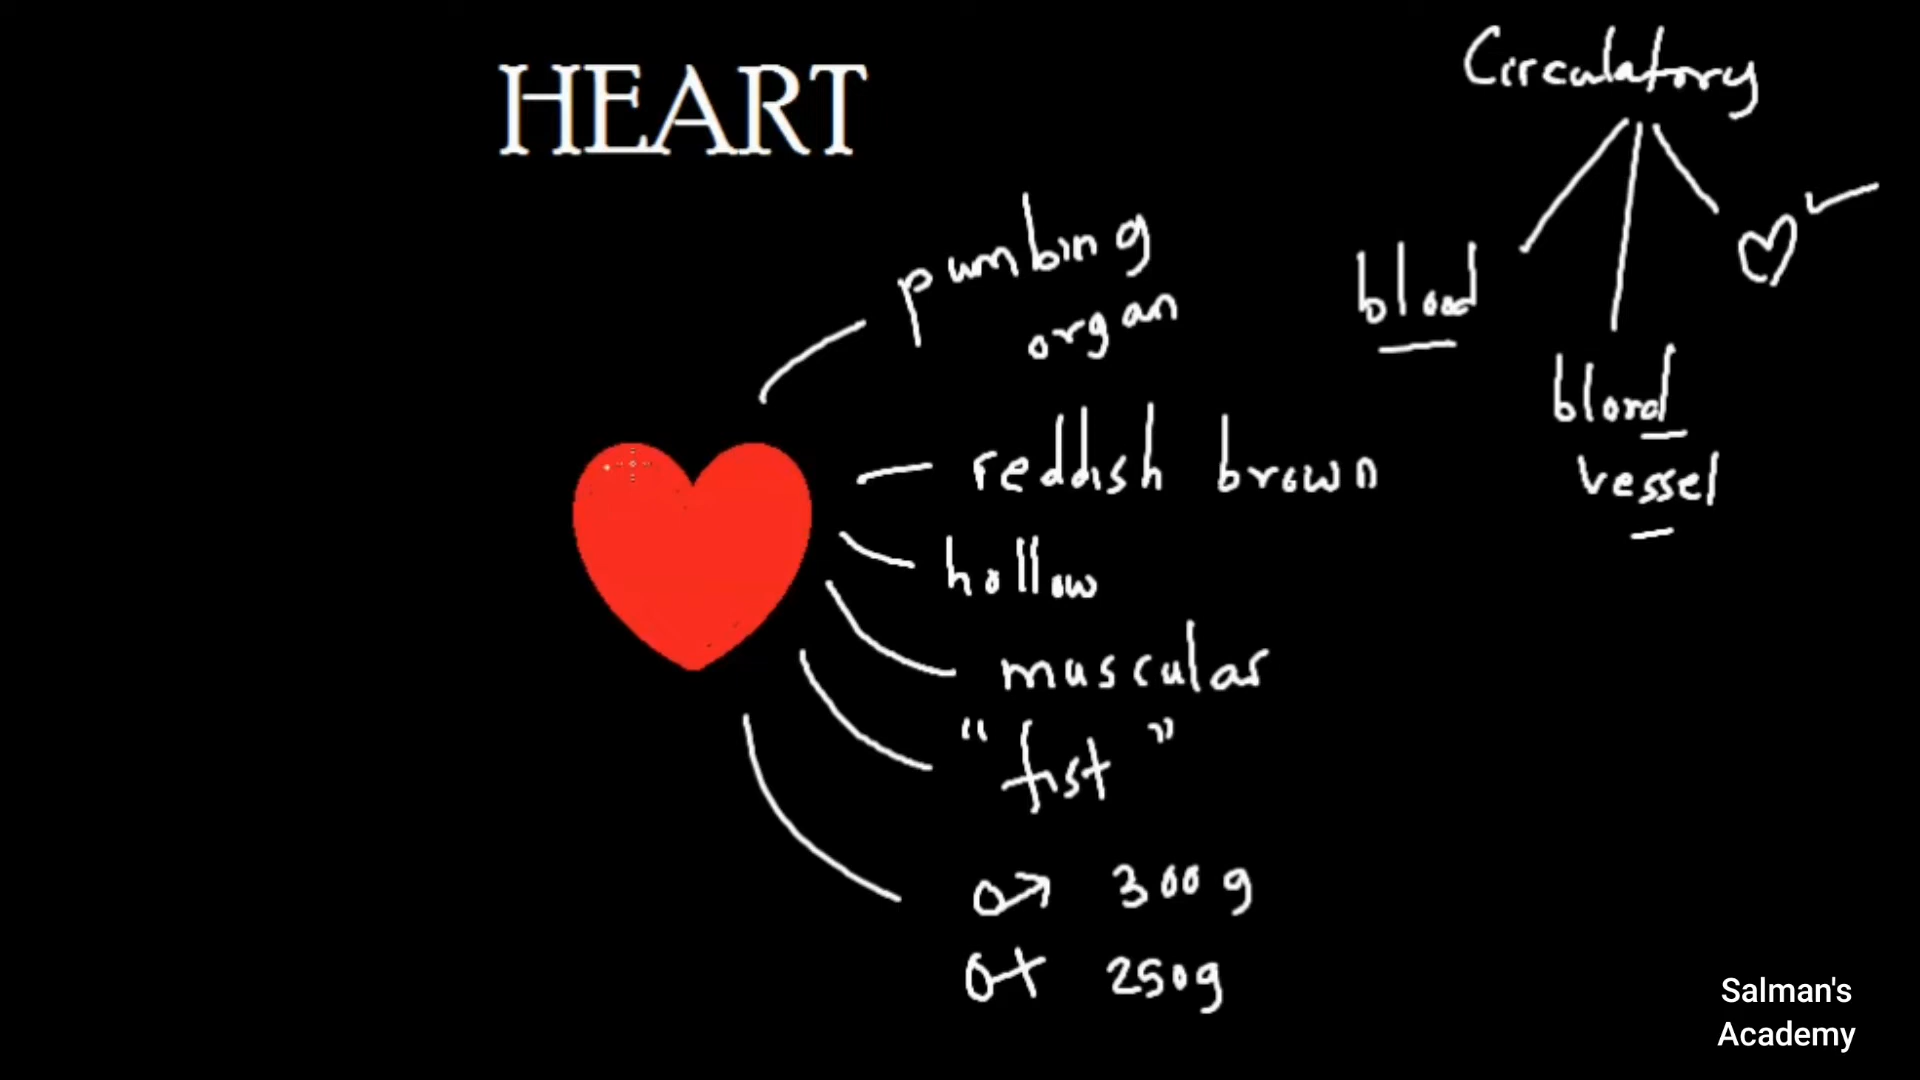 HEART
Circulatory
blood
blood
vessel
pumbing
organ
reddish brown
hollow
muscular
"fist"
♂ 300g
♀ 250g
Salman's
Academy